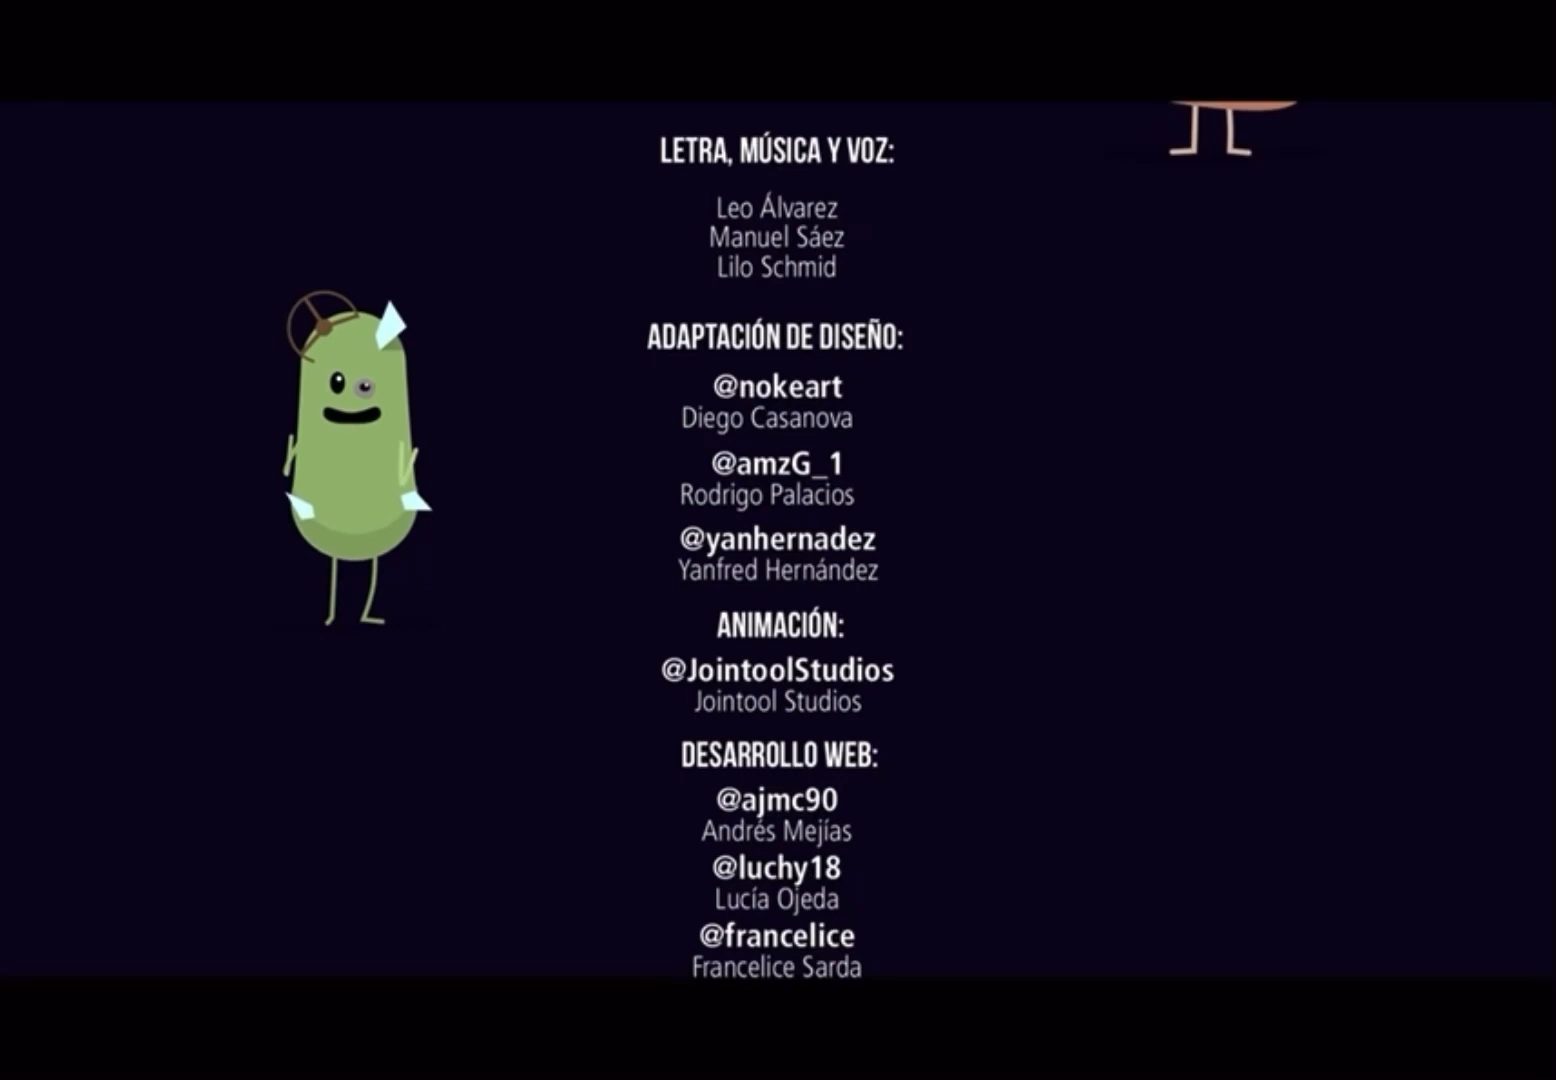 LETRA, MÚSICA Y VOZ:
Leo Álvarez
Manuel Sáez
Lilo Schmid
ADAPTACIÓN DE DISEÑO:
@nokeart
Diego Casanova
@amzG_1
Rodrigo Palacios
@yanhernadez
Yanfred Hernández
ANIMACIÓN:
@JointoolStudios
Jointool Studios
DESARROLLO WEB:
@ajmc90
Andrés Mejías
@luchy18
Lucía Ojeda
@francelice
Francelice Sarda